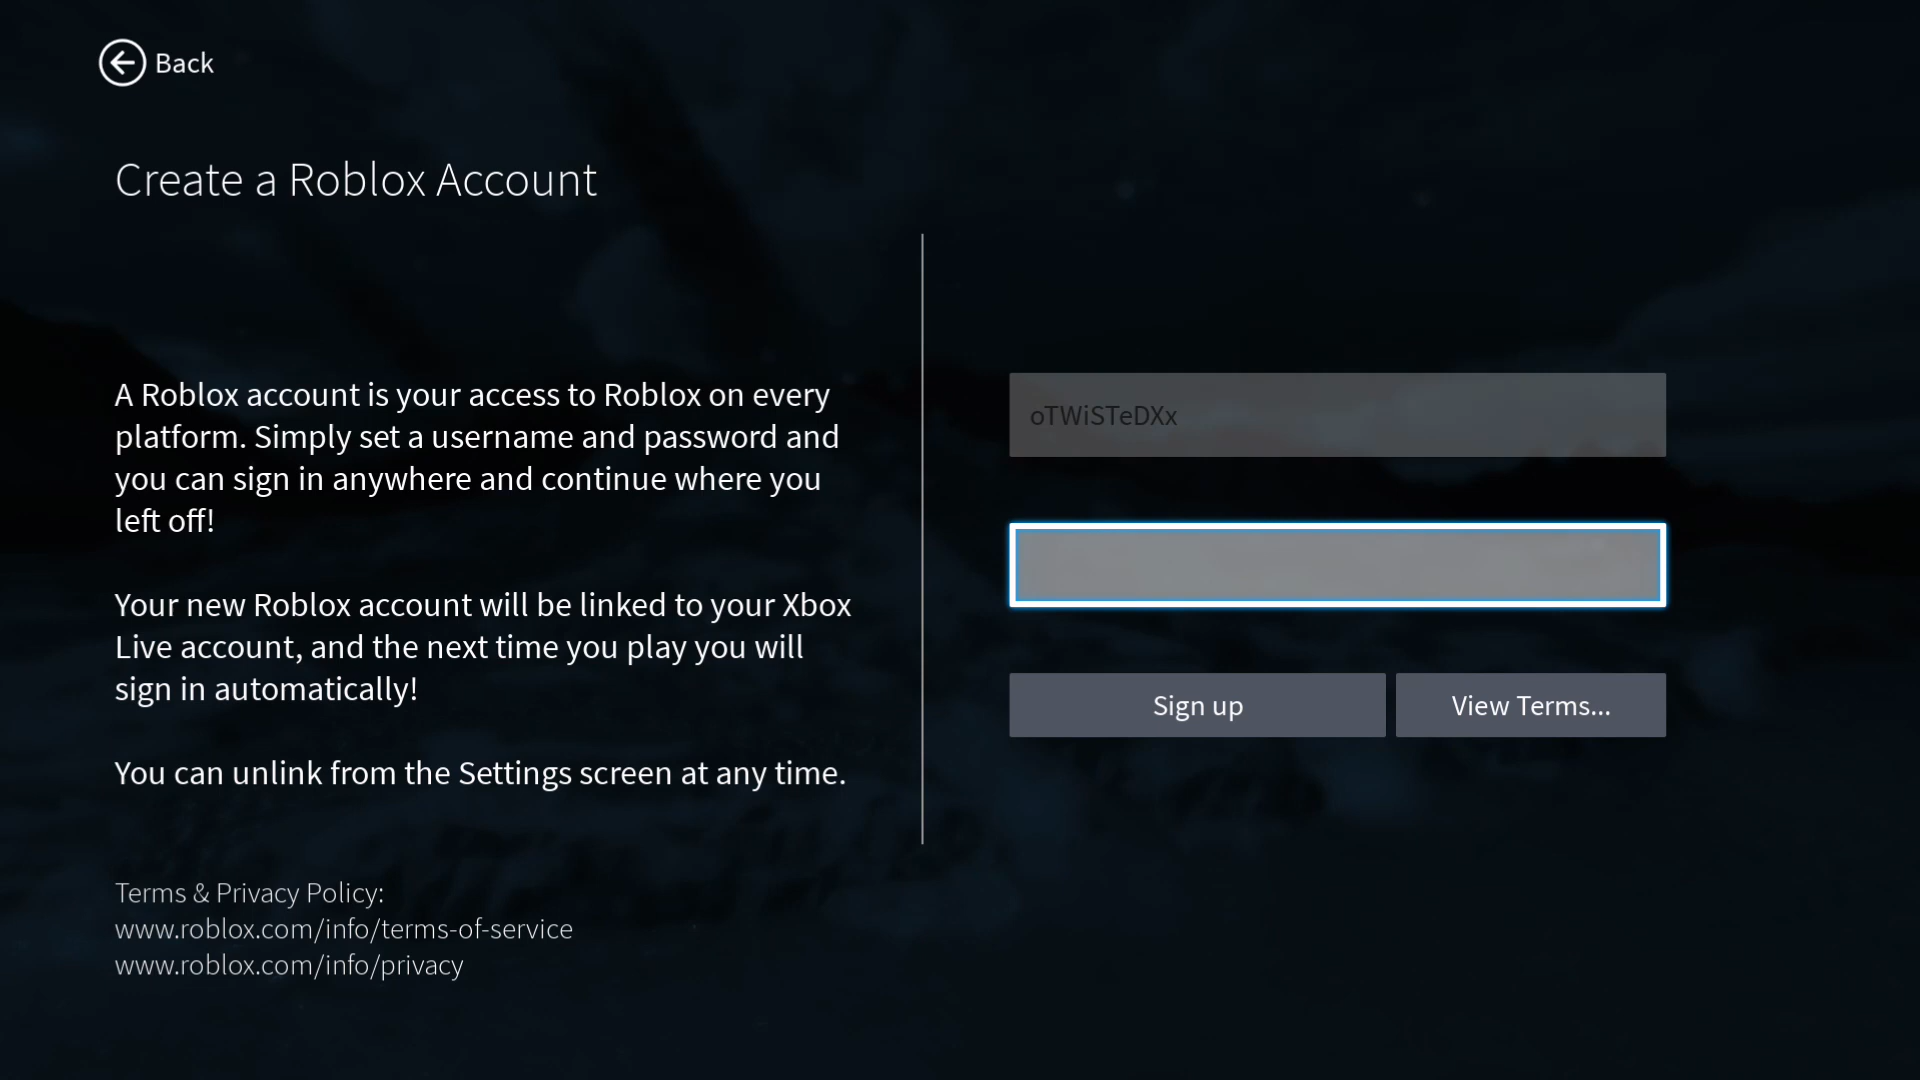 Back
Create a Roblox Account
A Roblox account is your access to Roblox on every
platform. Simply set a username and password and
you can sign in anywhere and continue where you
left off!
Your new Roblox account will be linked to your Xbox
Live account, and the next time you play you will
sign in automatically!
You can unlink from the Settings screen at any time.
Terms & Privacy Policy:
www.roblox.com/info/terms-of-service
www.roblox.com/info/privacy
oTWiSTeDXx
Sign up
View Terms...